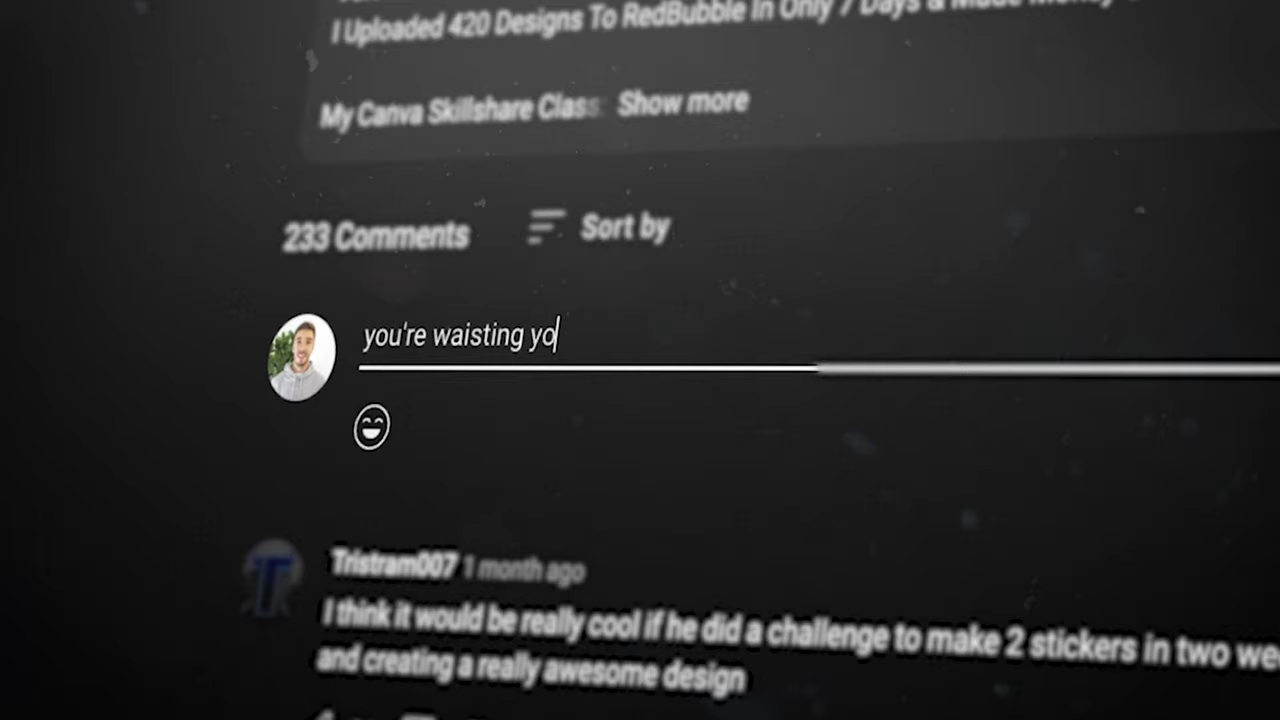 I Uploaded 420 Designs To RedBubble In Only 7 Days & Made Money
My Canva Skillshare Class: Show more
233 Comments Sort by
you're waisting yo
Tristram007 1 month ago
I think it would be really cool if he did a challenge to make 2 stickers in two
and creating a really awesome design